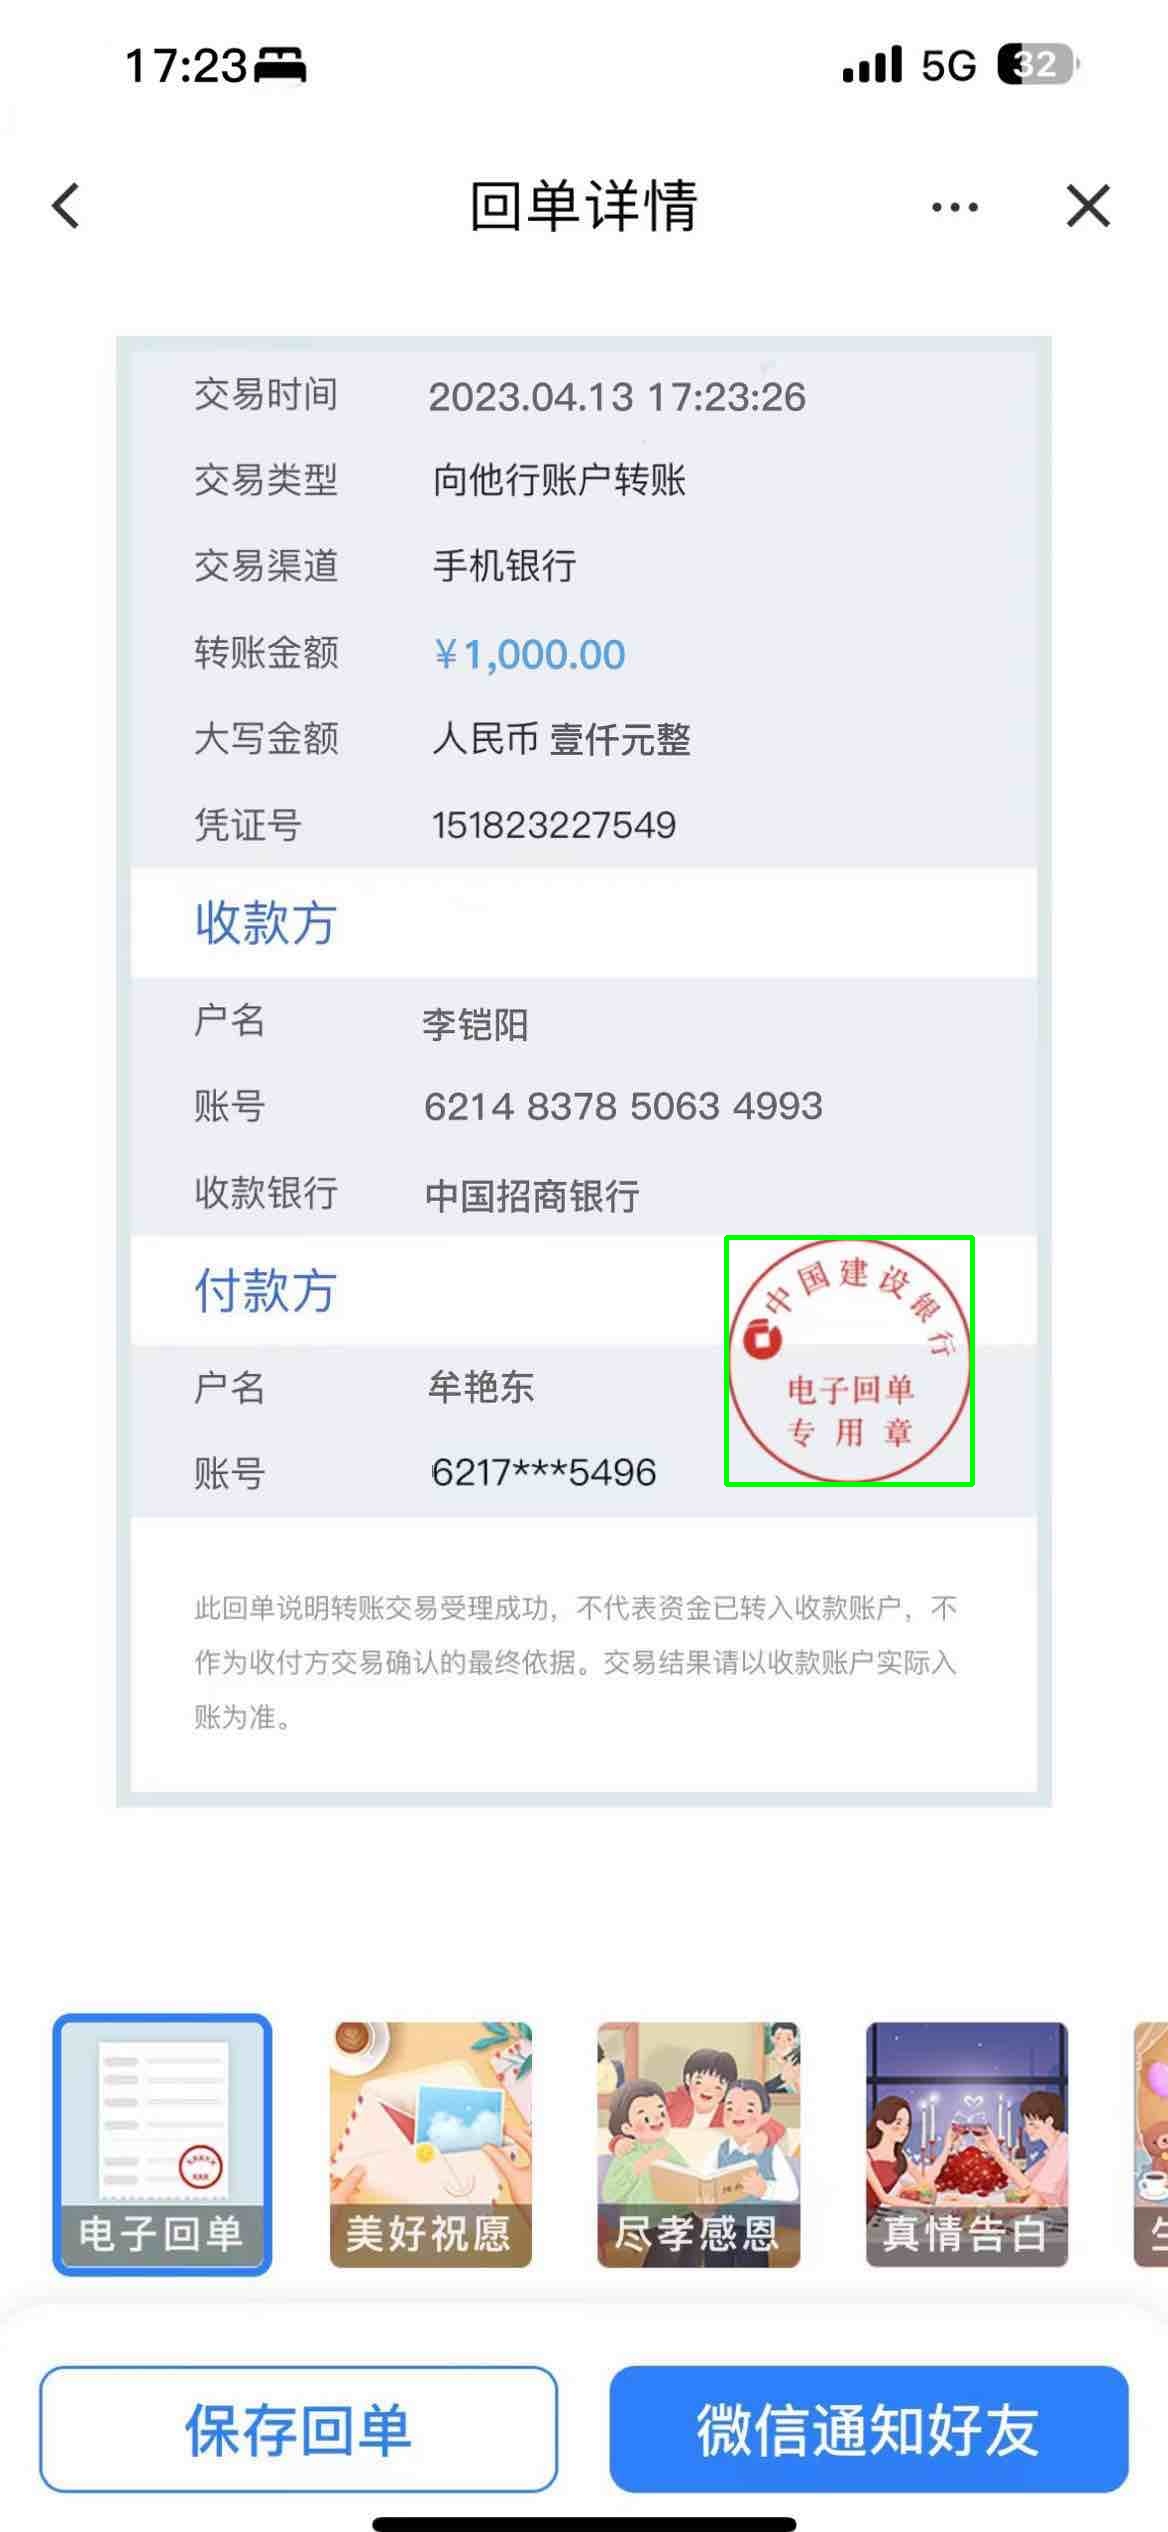 17:23
5G 32
回单详情
交易时间 2023.04.13 17:23:26
交易类型 向他行账户转账
交易渠道 手机银行
转账金额 ¥1,000.00
大写金额 人民币 壹仟元整
凭证号 151823227549
收款方
户名 李铠阳
账号 6214 8378 5063 4993
收款银行 中国招商银行
付款方
中国建设银行
电子回单
专用章
户名 牟艳东
账号 6217***5496
此回单说明转账交易受理成功，不代表资金已转入收款账户，不
作为收付方交易确认的最终依据。交易结果请以收款账户实际入
账为准。
电子回单 美好祝愿 尽孝感恩 真情告白
保存回单 微信通知好友